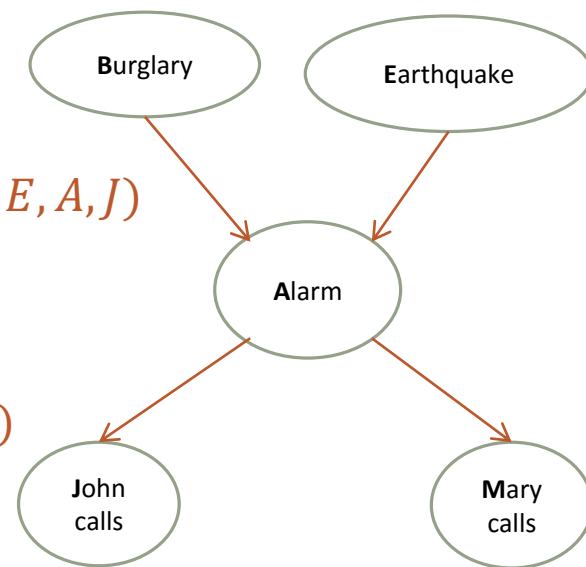 Burglary
Earthquake
E, A, J)
Alarm
)
John
calls
Mary
calls